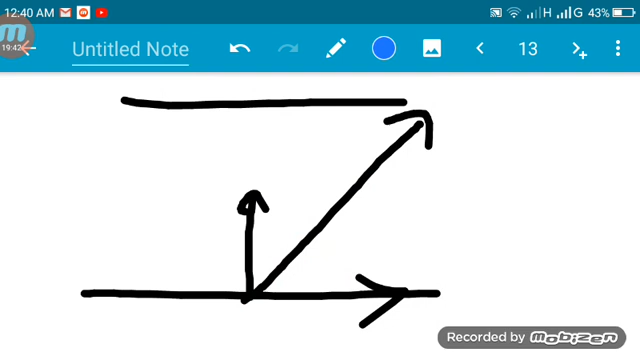 12:40 AM H G 43%
m
19:42
Untitled Note
13
Recorded by mobizen